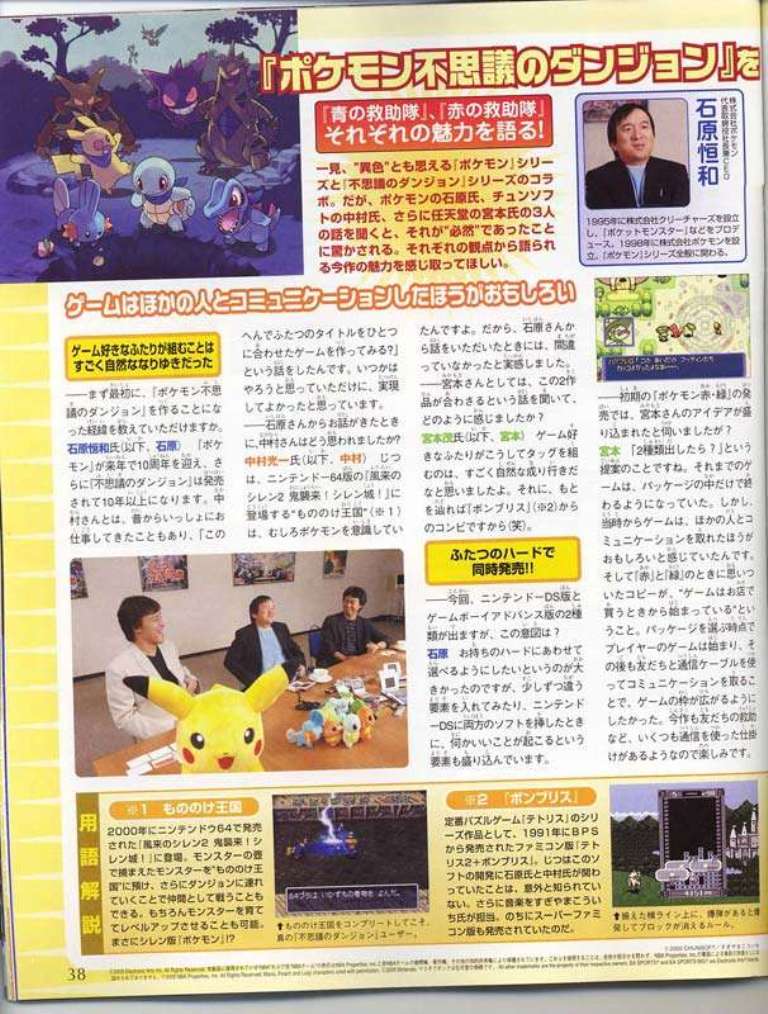 『ポケモン不思議のダンジョン』を
『青の救助隊』、『赤の救助隊』
それぞれの魅力を語る!
一見、"異色"とも思える『ポケモン』シリー
ズと『不思議のダンジョン』シリーズのコラ
ボ。だが、ポケモンの石原氏、チュンソフ
トの中村氏、さらに任天堂の宮本氏の3人
の話を聞くと、それが"必然"であったこと
に驚かされる。それぞれの観点から語られ
る今作の魅力を感じ取ってほしい。
株式会社ポケモン
代表取締役社長兼CEO
石原恒和
1995年に株式会社クリーチャーズを設立
し、『ポケットモンスター』などをプロデ
ュース。1998年に株式会社ポケモンを設
立。『ポケモン』シリーズ全般に関わる。
ゲームはほかの人とコミュニケーションしたほうがおもしろい
ゲーム好きなふたりが組むことは
すごく自然ななりゆきだった
――まず最初に、『ポケモン不思
議のダンジョン』を作ることにな
った経緯を教えていただけますか。
石原恒和氏(以下、石原) 『ポケ
モン』が来年で10周年を迎え、さ
らに『不思議のダンジョン』は発売
されて10年以上になります。中
村さんとは、昔からいっしょにお
仕事してきたこともあり、「この
へんでふたつのタイトルをひとつ
に合わせたゲームを作ってみる?」
という話をしたんです。いつかは
やろうと思っていただけに、実現
してよかったと思っています。
――石原さんからお話がきたとき
に、中村さんはどう思われましたか?
中村光一氏(以下、中村) じつ
は、『ニンテンドー64版の『風来の
シレン2 鬼襲来!シレン城!』に
登場する"もののけ王国"(※1)
は、むしろポケモンを意識してい
たんですよ。だから、石原さんか
ら話をいただいたときには、間違
っていなかったと実感しました。
――宮本さんとしては、この2作
品が合わさるという話を聞いて、
どのように感じましたか?
宮本茂氏(以下、宮本) ゲーム好
きなふたりがこうしてタッグを組
むのは、すごく自然な成り行きだ
なと思いましたよ。それに、もと
を辿れば『ボンブリス』(※2)から
のコンビですから(笑)。
ふたつのハードで
同時発売!!
――今回、ニンテンドーDS版と
ゲームボーイアドバンス版の2種
類が出ますが、この意図は?
石原 お持ちのハードにあわせて
選べるようにしたいというのが大
きかったのですが、少しずつ違う
要素を入れてみたり、ニンテンド
ーDSに両方のソフトを挿したとき
に、何かいいことが起こるという
要素も盛り込んでいます。
――初期の『ポケモン赤・緑』の発
売では、宮本さんのアイデアが盛
り込まれたと伺いましたが?
宮本 「2種類出したら?」という
提案のことですね。それまでのゲ
ームは、パッケージの中だけで終
わるようになっていた。しかし、
当時からゲームは、ほかの人とコ
ミュニケーションを取れたほうが
おもしろいと感じていたんです。
そして『赤』と『緑』のときに思いつ
いたコピーが、"ゲームはお店で
買うときから始まっている"とい
うこと。パッケージを選ぶ時点で
プレイヤーのゲームは始まり、そ
の後も友だちと通信ケーブルを使
ってコミュニケーションを取るこ
とで、ゲームの枠が広がるように
したかった。今作も友だちの救助
など、いくつも通信を使った仕掛
けがあるようなので楽しみです。
用語解説
※1 もののけ王国
2000年にニンテンドウ64で発売
された『風来のシレン2 鬼襲来!シ
レン城!』に登場。モンスターの壺
で捕まえたモンスターを"もののけ王
国"に預け、さらにダンジョンに連れ
ていくことで仲間として戦うことも
できる。もちろんモンスターを育て
てレベルアップさせることも可能。
まさにシレン版『ポケモン』!?
↑もののけ王国をコンプリートしてこそ、
真の『不思議のダンジョン』ユーザー。
※2 『ボンブリス』
定番パズルゲーム『テトリス』のシリ
ーズ作品として、1991年にBPS
から発売されたファミコン版『テト
リス2+ボンブリス』。じつはこのソ
フトの開発に石原氏と中村氏が関わ
っていたことは、意外と知られてい
ない。さらに音楽をすぎやまこうい
ち氏が担当。のちにスーパーファミ
コン版も発売されていたのだ。
↑揃えた横ライン上に、爆弾があると爆
発してブロックが消えるルール。
38